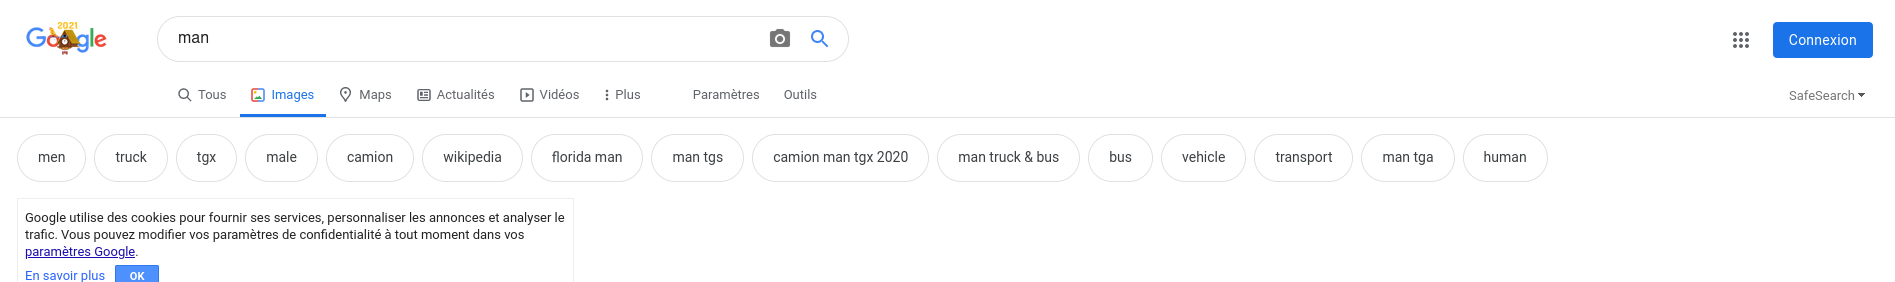 2021
Google
man
Connexion
Tous Images Maps Actualités Vidéos Plus Paramètres Outils SafeSearch
men truck tgx male camion wikipedia florida man man tgs camion man tgx 2020 man truck & bus bus vehicle transport man tga human
Google utilise des cookies pour fournir ses services, personnaliser les annonces et analyser le
trafic. Vous pouvez modifier vos paramètres de confidentialité à tout moment dans vos
paramètres Google.
En savoir plus OK